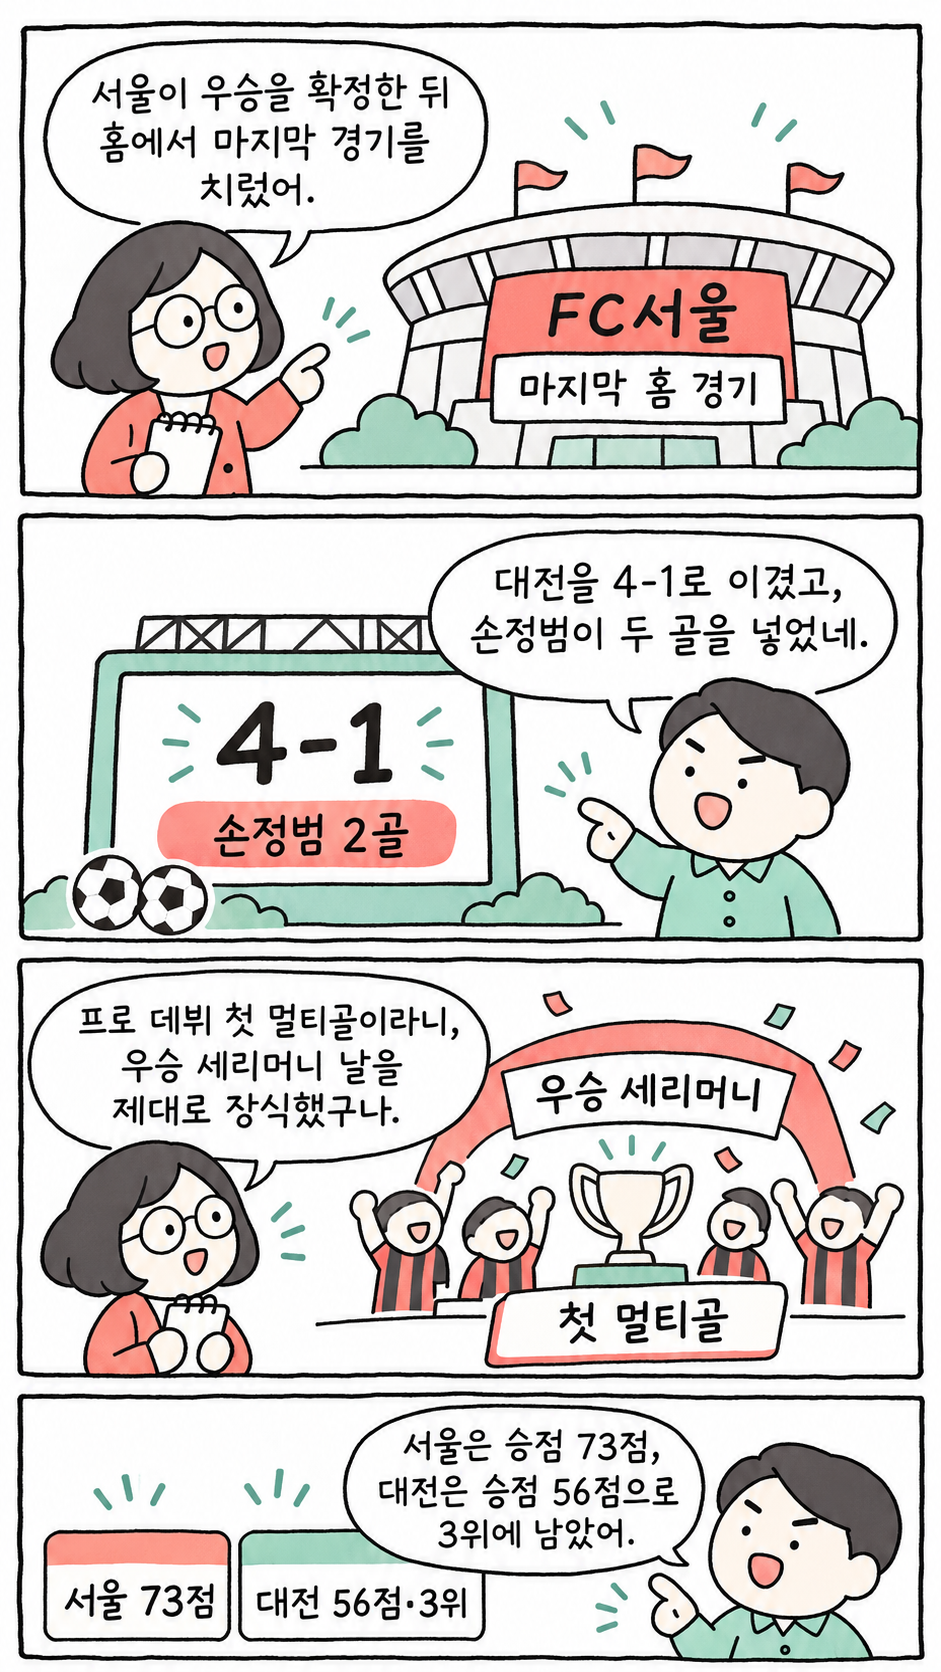 서울이 우승을 확정한 뒤
홈에서 마지막 경기를
치렀어.
FC서울
마지막 홈 경기
대전을 4-1로 이겼고,
손정범이 두 골을 넣었네.
4-1
손정범 2골
프로 데뷔 첫 멀티골이라니,
우승 세리머니 날을
제대로 장식했구나.
우승 세리머니
첫 멀티골
서울은 승점 73점,
대전은 승점 56점으로
3위에 남았어.
서울 73점
대전 56점·3위